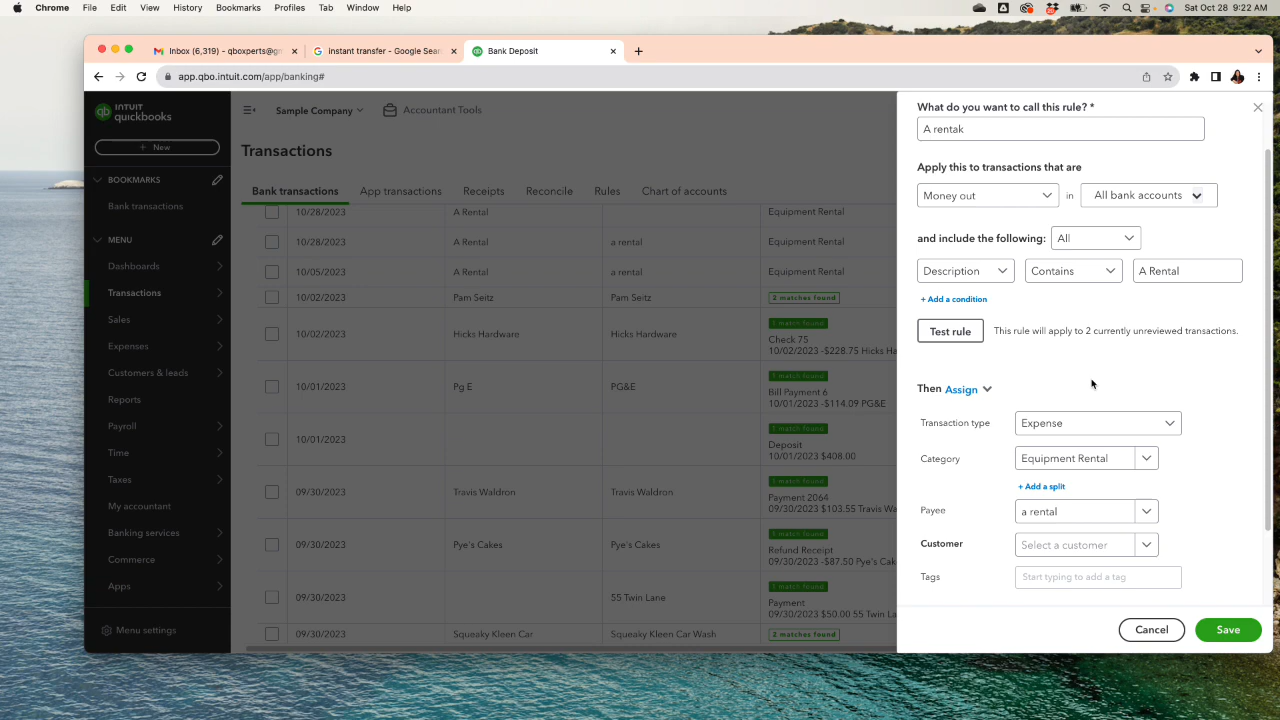 Chrome File Edit View History Bookmarks Profiles Tab Window Help Sat Oct 28 9:22 AM
Inbox (6,319) - qboxperts@gm instant transfer - Google Sear Bank Deposit
app.qbo.intuit.com/app/banking#
INTUIT
quickbooks
+ New
BOOKMARKS
Bank transactions
MENU
Dashboards
Transactions
Sales
Expenses
Customers & leads
Reports
Payroll
Time
Taxes
My accountant
Banking services
Commerce
Apps
Menu settings
Sample Company Accountant Tools
Transactions
Bank transactions App transactions Receipts Reconcile Rules Chart of accounts
10/28/2023 A Rental Equipment Rental
10/28/2023 A Rental a rental Equipment Rental
10/05/2023 A Rental a rental Equipment Rental
10/02/2023 Pam Seitz Pam Seitz 2 matches found
10/02/2023 Hicks Hardware Hicks Hardware 1 match found
Check 75
10/02/2023 -$228.75 Hicks Ha
10/01/2023 Pg E PG&E 1 match found
Bill Payment 6
10/01/2023 -$114.09 PG&E
10/01/2023 1 match found
Deposit
10/01/2023 $408.00
09/30/2023 Travis Waldron Travis Waldron 1 match found
Payment 2064
09/30/2023 $103.55 Travis Wa
09/30/2023 Pye's Cakes Pye's Cakes 1 match found
Refund Receipt
09/30/2023 -$87.50 Pye's Cak
09/30/2023 55 Twin Lane 1 match found
Payment
09/30/2023 $50.00 55 Twin La
09/30/2023 Squeaky Kleen Car Squeaky Kleen Car Wash 2 matches found
What do you want to call this rule? *
A rentak
Apply this to transactions that are
Money out in All bank accounts
and include the following: All
Description Contains A Rental
+ Add a condition
Test rule This rule will apply to 2 currently unreviewed transactions.
Then Assign
Transaction type Expense
Category Equipment Rental
+ Add a split
Payee a rental
Customer Select a customer
Tags Start typing to add a tag
Cancel Save